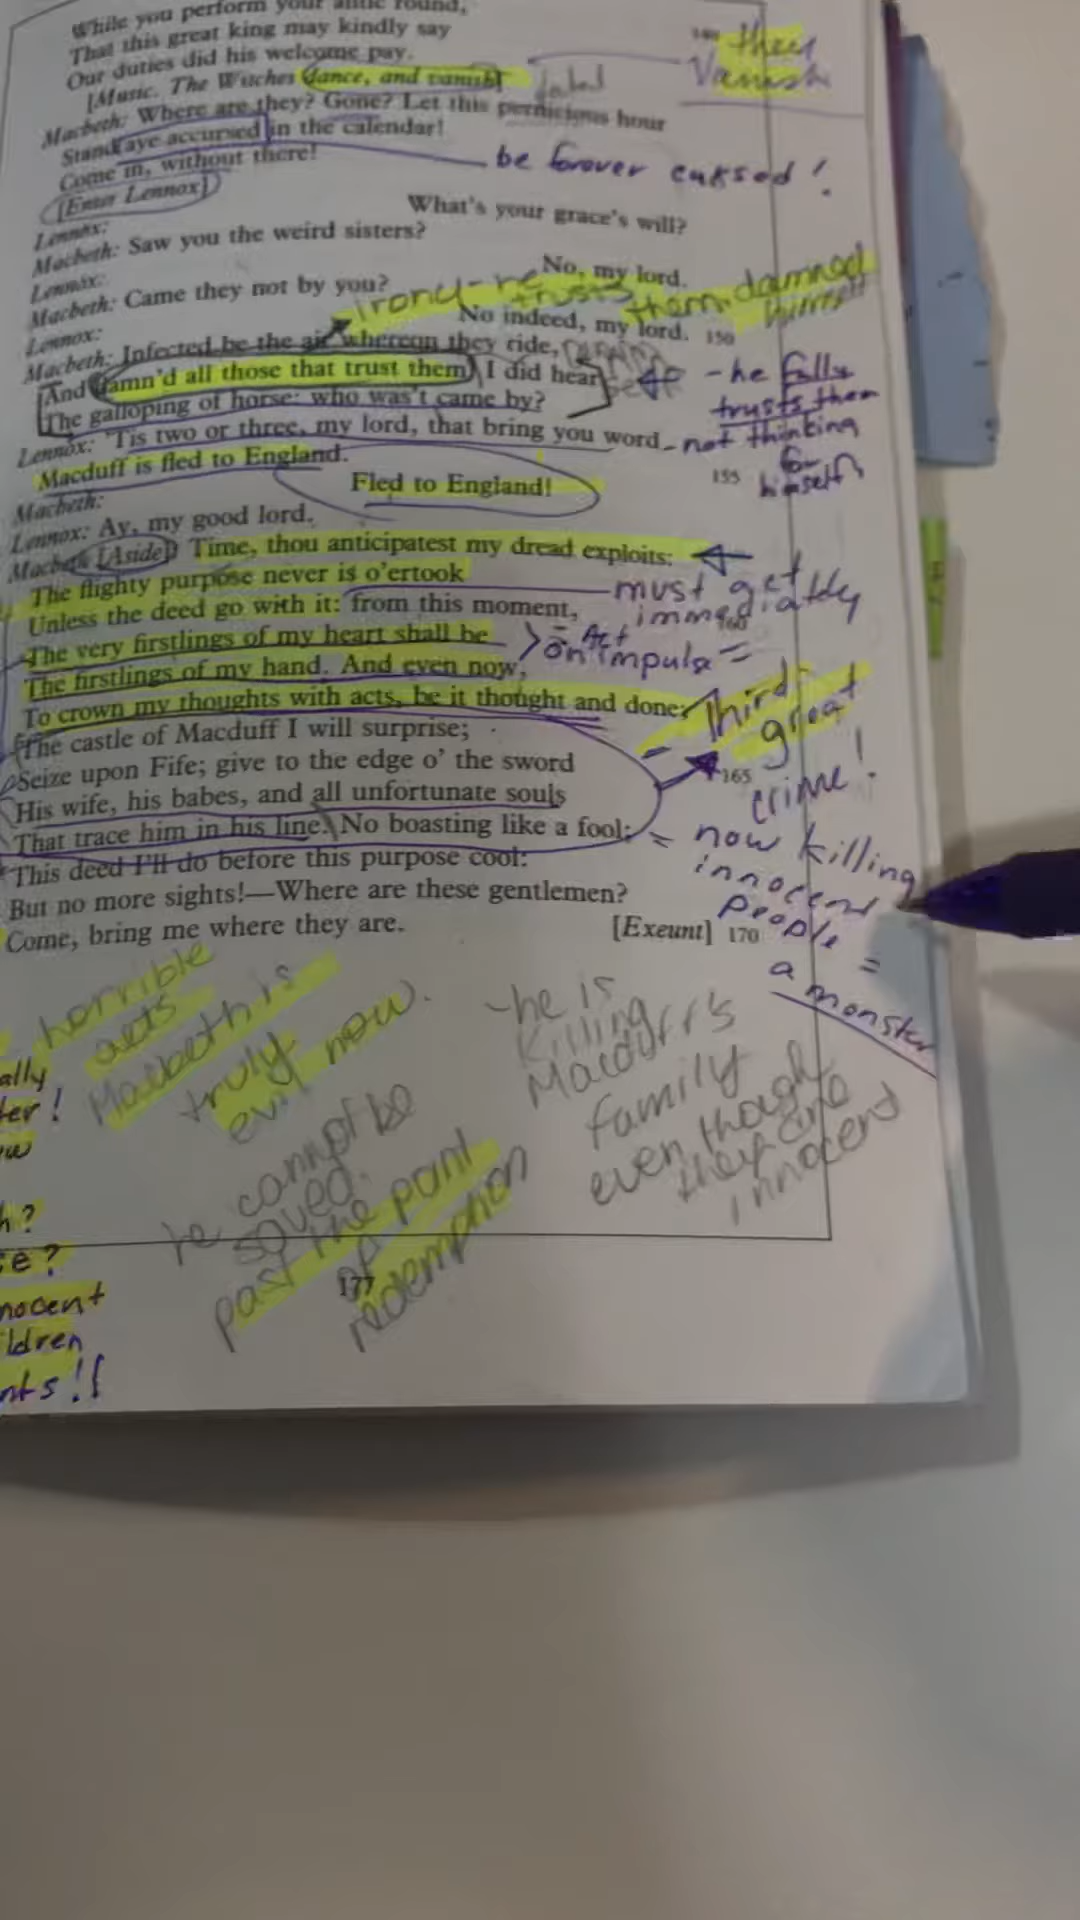 While you perform your antic round,
That this great king may kindly say
Our duties did his welcome pay.
[Music. The Witches dance, and vanish]
they
Vanish
Macbeth: Where are they? Gone? Let this pernicious hour
Stand aye accursed in the calendar!
be forever cursed!
Come in, without there!
[Enter Lennox]
Lennox: What's your grace's will?
Macbeth: Saw you the weird sisters?
Lennox: No, my lord.
Macbeth: Came they not by you?
irony - he trusts them. damned himself
Lennox: No indeed, my lord. 150
Macbeth: Infected be the air whereon they ride,
And damn'd all those that trust them! I did hear
The galloping of horse: who was't came by?
- he fully
trusts them
not thinking
for
himself
Lennox: 'Tis two or three, my lord, that bring you word
Macduff is fled to England.
Macbeth: Fled to England! 155
Lennox: Ay, my good lord.
Macbeth: [Aside] Time, thou anticipatest my dread exploits:
The flighty purpose never is o'ertook
must act
immediatly
Unless the deed go with it: from this moment, 160
The very firstlings of my heart shall be
= Act
on impulse =
The firstlings of my hand. And even now,
To crown my thoughts with acts, be it thought and done:
Third
great
crime!
The castle of Macduff I will surprise;
Seize upon Fife; give to the edge o' the sword 165
His wife, his babes, and all unfortunate souls
That trace him in his line. No boasting like a fool;
= now killing
innocent
people =
a monster
This deed I'll do before this purpose cool:
But no more sights!—Where are these gentlemen?
Come, bring me where they are. [Exeunt] 170
horrible
acts
Macbeth is
truly
evil now.
he cannot be
saved.
past the point
of
redemption
- he is
killing
Macduff's
family
even though
they are
innocent
ally
ter!
ow
h?
se?
nocent
ldren
nts!!
177